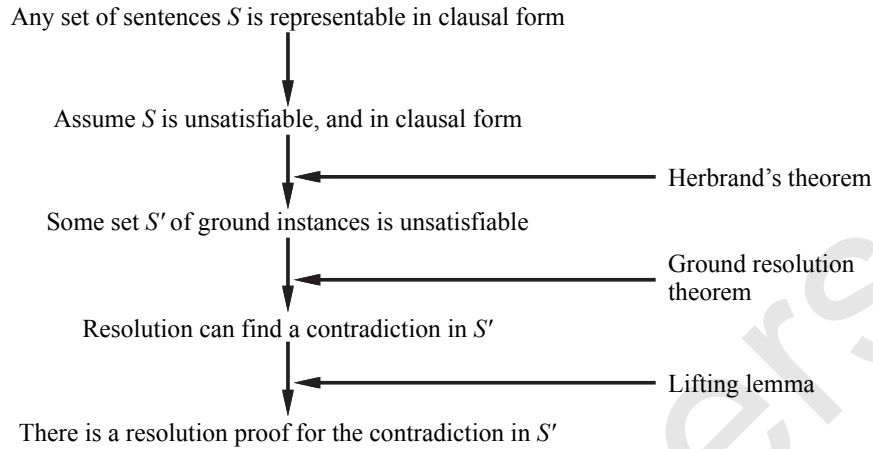 Any set of sentences S is representable in clausal form
Assume S is unsatisfiable, and in clausal form
Herbrand’s theorem
Some set S′ of ground instances is unsatisfiable
Ground resolution
theorem
Resolution can find a contradiction in S′
Lifting lemma
There is a resolution proof for the contradiction in S′
ers